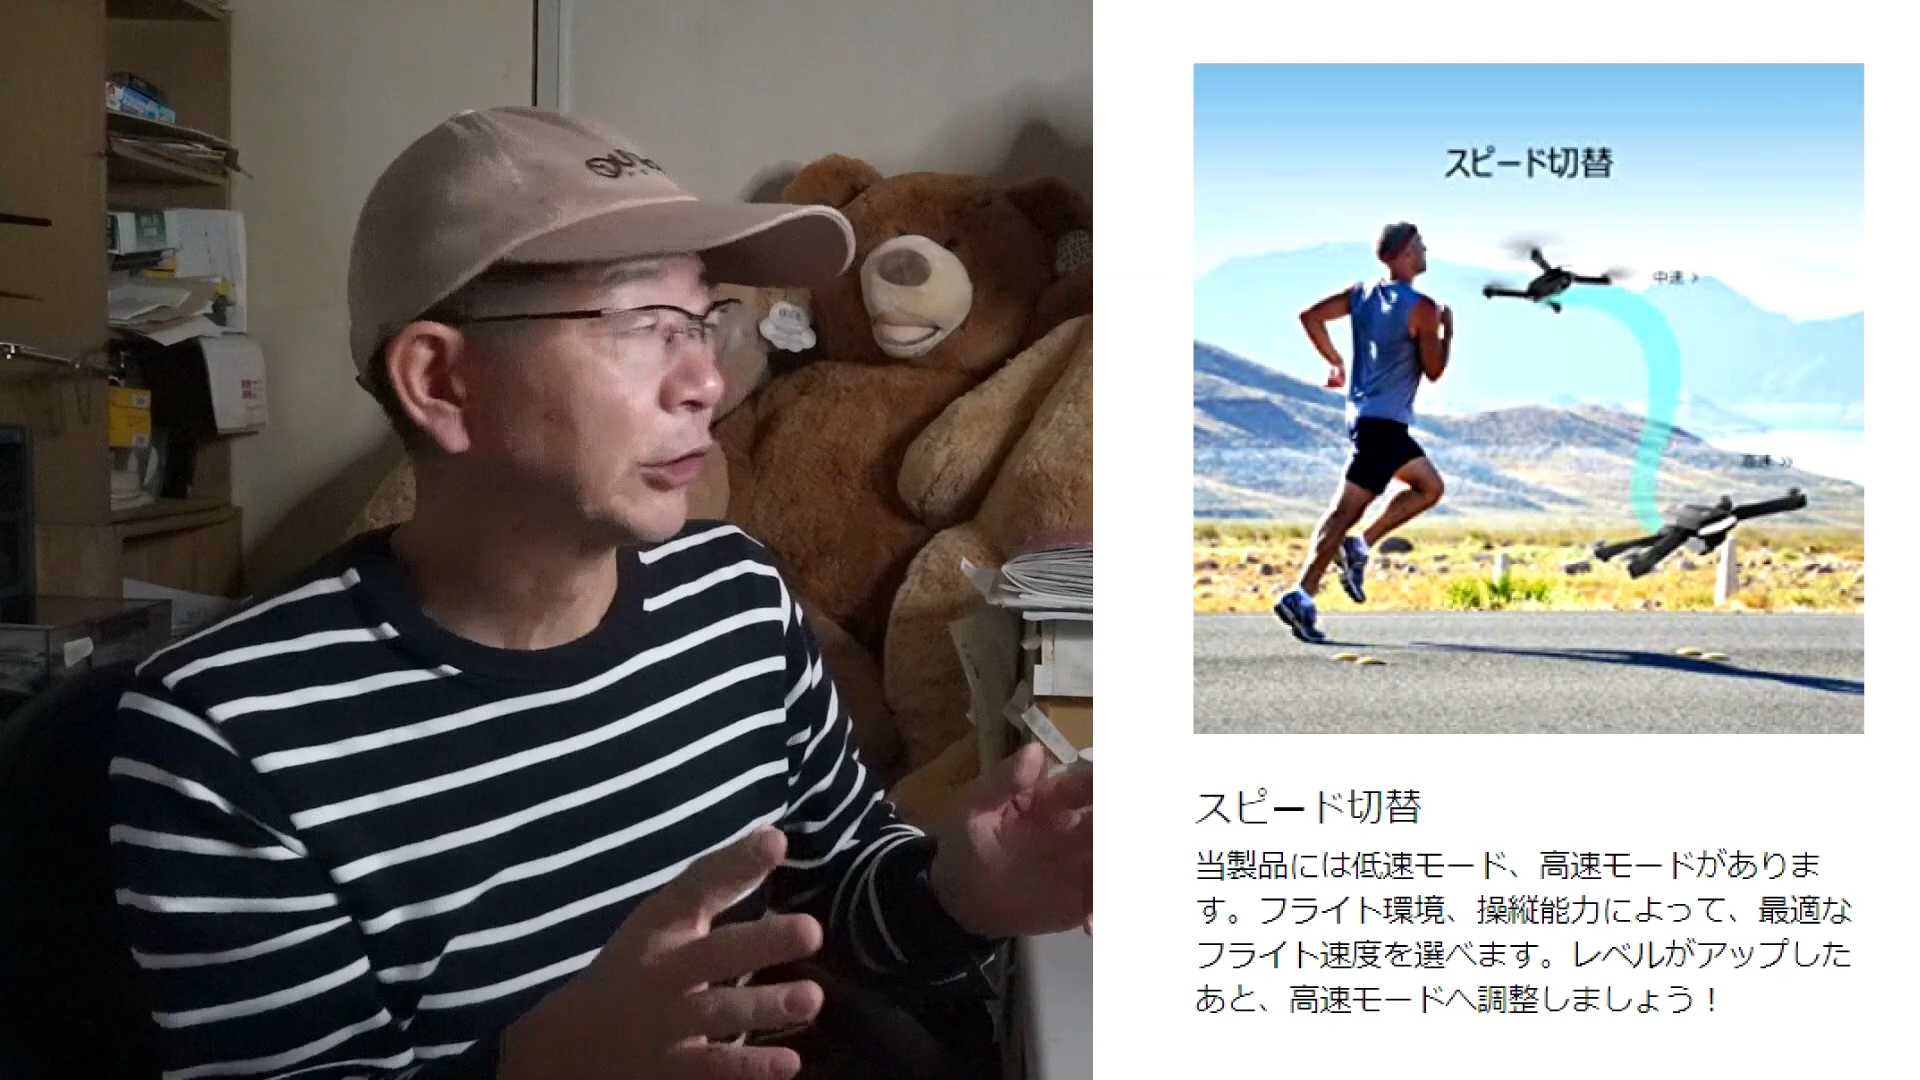 スピード切替
中速 >
高速 >>
スピード切替
当製品には低速モード、高速モードがありま
す。フライト環境、操縦能力によって、最適な
フライト速度を選べます。レベルがアップした
あと、高速モードへ調整しましょう！